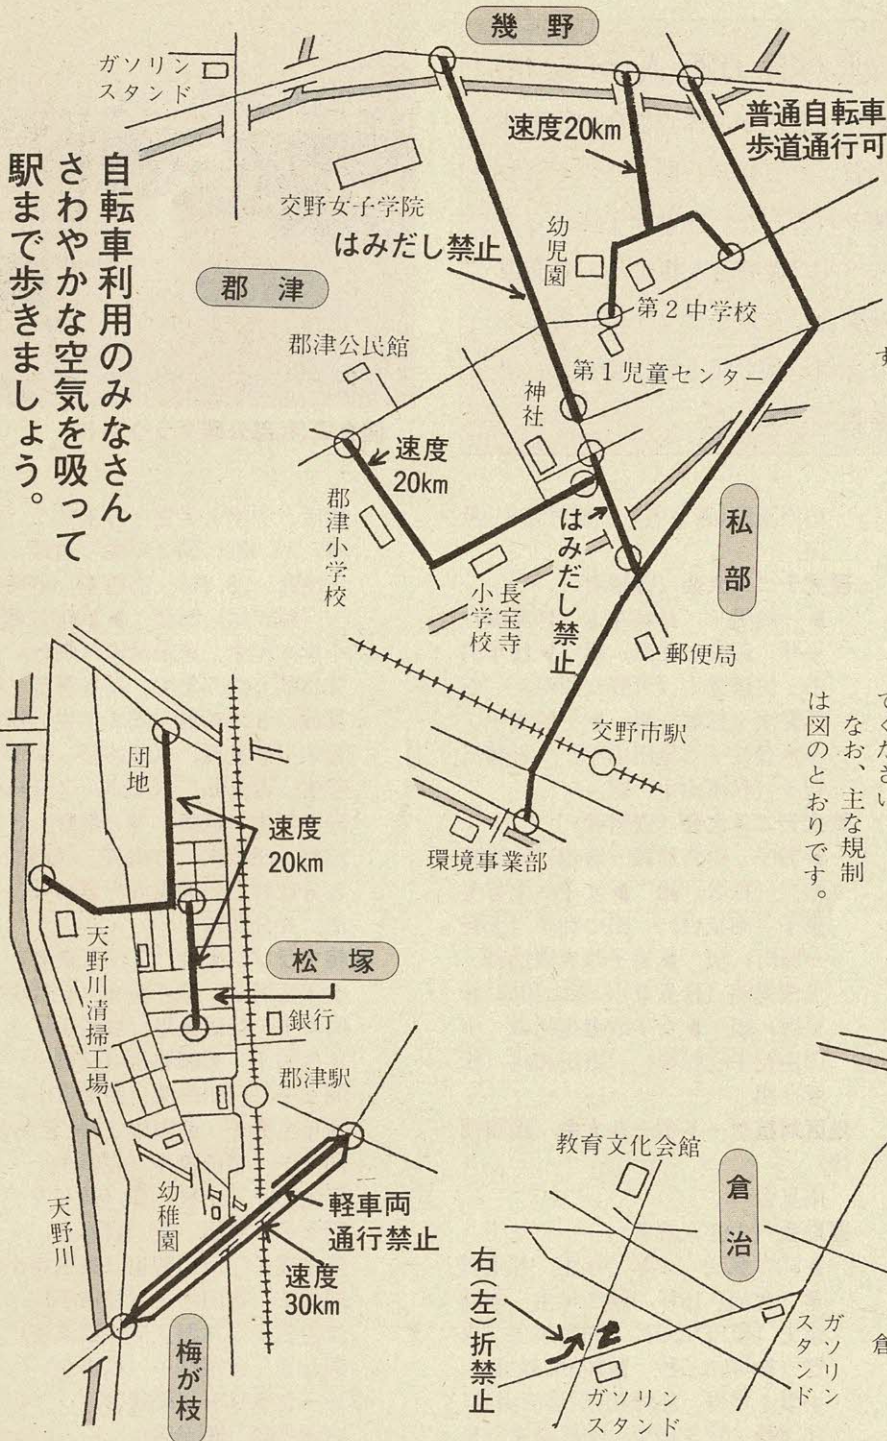 幾野
ガソリン
スタンド
普通自転車
歩道通行可
速度20km
交野女子学院
はみだし禁止
幼児園
郡津
第2中学校
郡津公民館
第1児童センター
神社
速度
20km
郡津小学校
長宝寺
小学校
はみだし禁止
私部
郵便局
交野市駅
環境事業部
自転車利用のみなさん
さわやかな空気を吸って
駅まで歩きましょう。
てください
なお、主な規制
は図のとおりです。
団地
速度
20km
天野川清掃工場
松塚
銀行
郡津駅
幼稚園
天野川
軽車両
通行禁止
速度
30km
梅が枝
教育文化会館
倉治
右(左)折禁止
ガソリン
スタンド
ガソリン
スタンド
倉